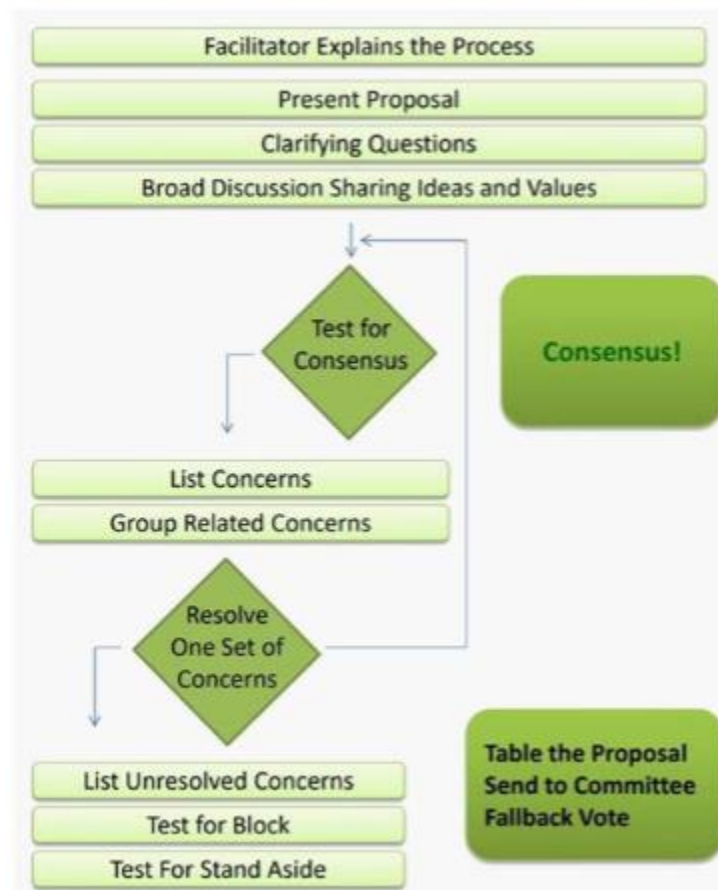 Facilitator Explains the Process
Present Proposal
Clarifying Questions
Broad Discussion Sharing Ideas and Values
Test for
Consensus
Consensus!
List Concerns
Group Related Concerns
Resolve
One Set of
Concerns
List Unresolved Concerns
Test for Block
Test For Stand Aside
Table the Proposal
Send to Committee
Fallback Vote